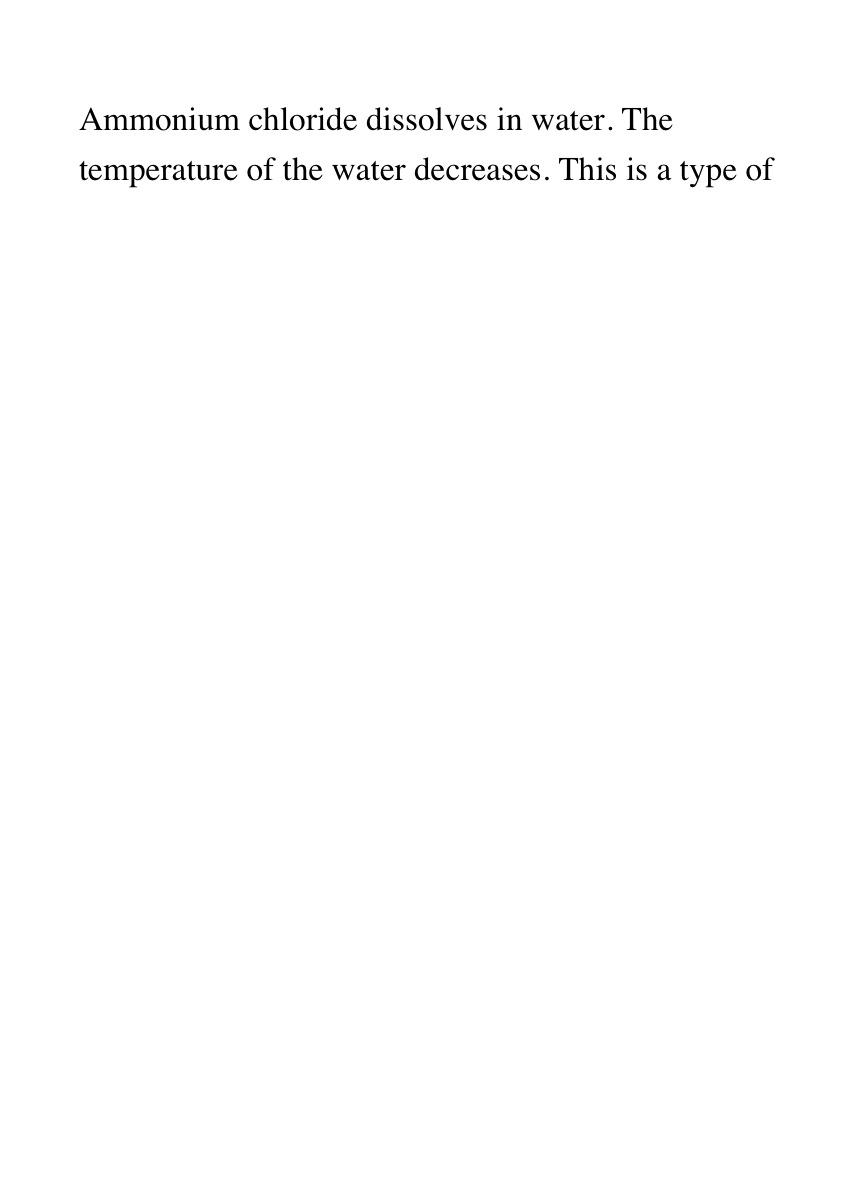 Ammonium chloride dissolves in water. The
temperature of the water decreases. This is a type of